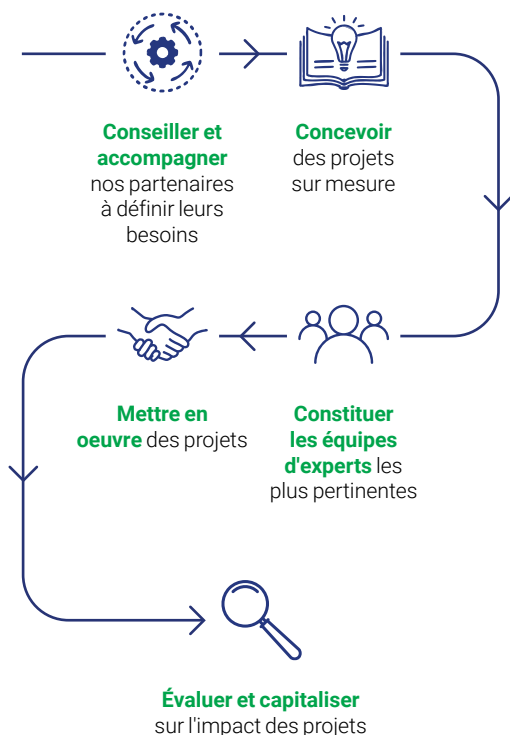 Conseiller et
accompagner
nos partenaires
à définir leurs
besoins
Concevoir
des projets
sur mesure
Constituer
les équipes
d'experts les
plus pertinentes
Mettre en
oeuvre des projets
Évaluer et capitaliser
sur l'impact des projets